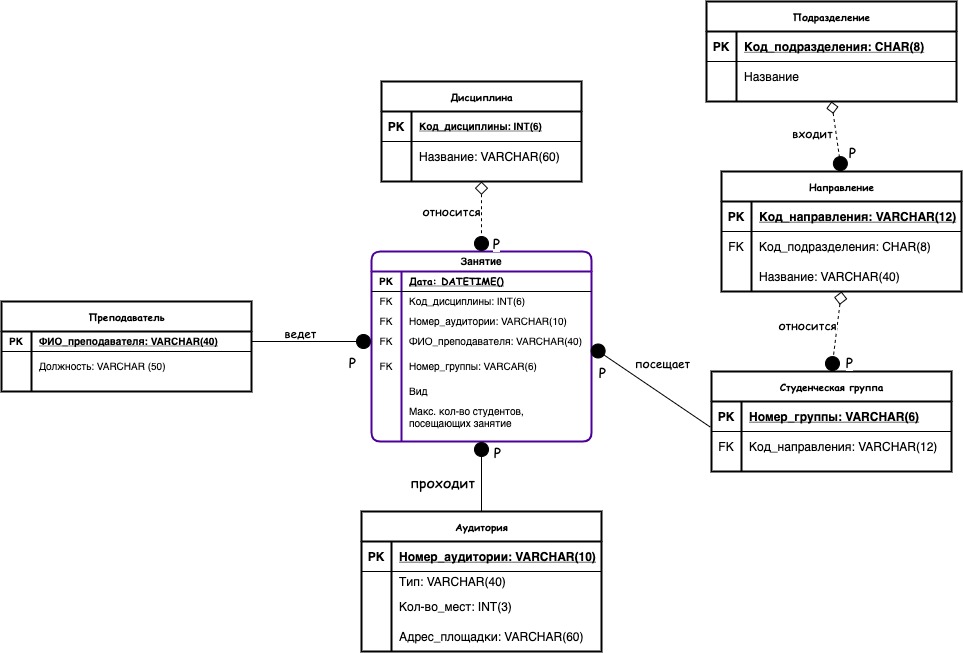 Подразделение
PK Код_подразделения: CHAR(8)
Название
входит
P
Дисциплина
PK Код_дисциплины: INT(6)
Название: VARCHAR(60)
относится
P
Направление
PK Код_направления: VARCHAR(12)
FK Код_подразделения: CHAR(8)
Название: VARCHAR(40)
относится
P
Занятие
PK Дата: DATETIME()
FK Код_дисциплины: INT(6)
FK Номер_аудитории: VARCHAR(10)
FK ФИО_преподавателя: VARCHAR(40)
FK Номер_группы: VARCAR(6)
Вид
Макс. кол-во студентов,
посещающих занятие
Преподаватель
PK ФИО_преподавателя: VARCHAR(40)
Должность: VARCHAR (50)
ведет
P
посещает
P
Студенческая группа
PK Номер_группы: VARCHAR(6)
FK Код_направления: VARCHAR(12)
P
проходит
Аудитория
PK Номер_аудитории: VARCHAR(10)
Тип: VARCHAR(40)
Кол-во_мест: INT(3)
Адрес_площадки: VARCHAR(60)